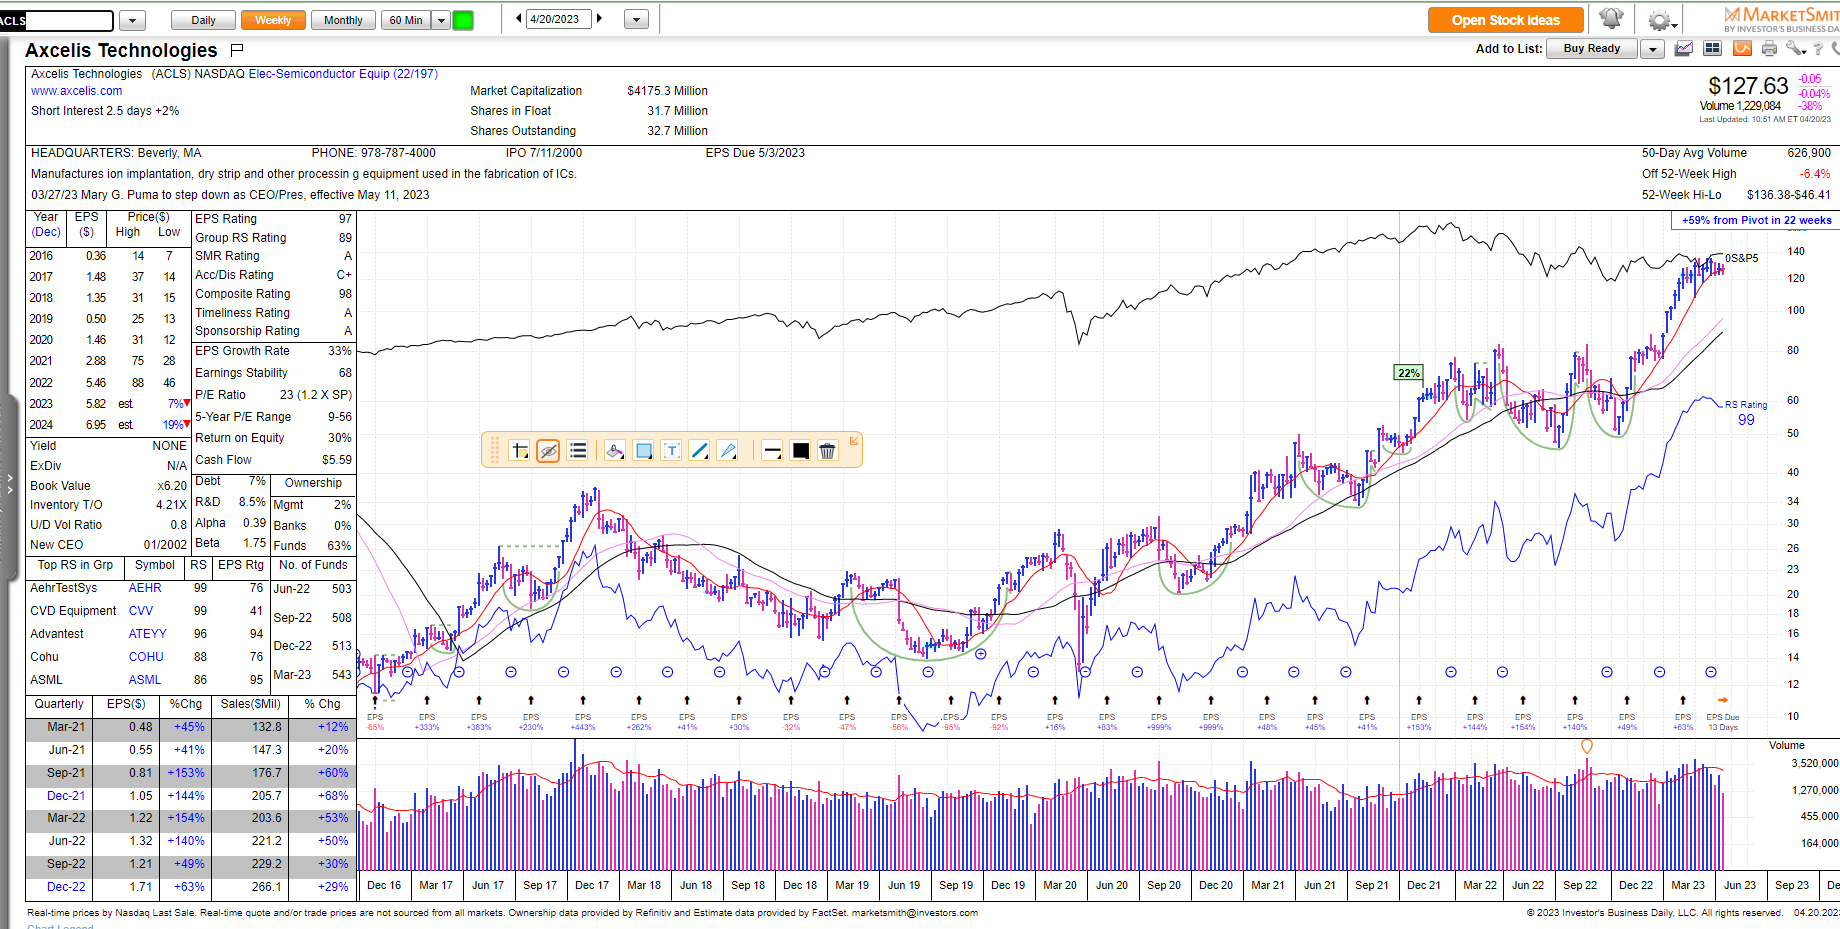 ACLS
Daily Weekly Monthly 60 Min 4/20/2023 Open Stock Ideas MARKETSMIT
BY INVESTOR'S BUSINESS DA
Axcelis Technologies Add to List: Buy Ready
Axcelis Technologies (ACLS) NASDAQ Elec-Semiconductor Equip (22/197)
www.axcelis.com Market Capitalization $4175.3 Million $127.63 -0.05
-0.04%
Short Interest 2.5 days +2% Shares in Float 31.7 Million Volume 1,229,084 -38%
Last Updated: 10:51 AM ET 04/20/23
Shares Outstanding 32.7 Million
HEADQUARTERS: Beverly, MA PHONE: 978-787-4000 IPO 7/11/2000 EPS Due 5/3/2023 50-Day Avg Volume 626,900
Manufactures ion implantation, dry strip and other processin g equipment used in the fabrication of ICs. Off 52-Week High -6.4%
03/27/23 Mary G. Puma to step down as CEO/Pres, effective May 11, 2023 52-Week Hi-Lo $136.38-$46.41
Year EPS Price($)
(Dec) ($) High Low
2016 0.36 14 7
2017 1.48 37 14
2018 1.35 31 15
2019 0.50 25 13
2020 1.46 31 12
2021 2.88 75 28
2022 5.46 88 46
2023 5.82 est. 7%
2024 6.95 est. 19%
Yield NONE
ExDiv N/A
Book Value x6.20
Inventory T/O 4.21X
U/D Vol Ratio 0.8
New CEO 01/2002
EPS Rating 97
Group RS Rating 89
SMR Rating A
Acc/Dis Rating C+
Composite Rating 98
Timeliness Rating A
Sponsorship Rating A
EPS Growth Rate 33%
Earnings Stability 68
P/E Ratio 23 (1.2 X SP)
5-Year P/E Range 9-56
Return on Equity 30%
Cash Flow $5.59
Debt 7%
R&D 8.5%
Alpha 0.39
Beta 1.75
Ownership
Mgmt 2%
Banks 0%
Funds 63%
Top RS in Grp Symbol RS EPS Rtg
AehrTestSys AEHR 99 76
CVD Equipment CVV 99 41
Advantest ATEYY 96 94
Cohu COHU 88 76
ASML ASML 86 95
No. of Funds
Jun-22 503
Sep-22 508
Dec-22 513
Mar-23 543
Quarterly EPS($) %Chg Sales($Mil) % Chg
Mar-21 0.48 +45% 132.8 +12%
Jun-21 0.55 +41% 147.3 +20%
Sep-21 0.81 +153% 176.7 +60%
Dec-21 1.05 +144% 205.7 +68%
Mar-22 1.22 +154% 203.6 +53%
Jun-22 1.32 +140% 221.2 +50%
Sep-22 1.21 +49% 229.2 +30%
Dec-22 1.71 +63% 266.1 +29%
+59% from Pivot in 22 weeks
0S&P5
22%
RS Rating
99
T
140
120
100
80
60
50
40
34
30
26
23
20
18
16
14
12
10
EPS EPS EPS EPS EPS EPS EPS EPS EPS EPS EPS EPS EPS EPS EPS EPS EPS EPS EPS EPS EPS EPS EPS EPS EPS EPS EPS Due
-65% +333% +383% +230% +443% +262% +41% +30% -32% -47% -56% -95% -92% +16% +83% +999% +999% +48% +45% +41% +153% +144% +154% +140% +49% +63% 13 Days
Volume
3,520,000
1,270,000
455,000
164,000
Dec 16 Mar 17 Jun 17 Sep 17 Dec 17 Mar 18 Jun 18 Sep 18 Dec 18 Mar 19 Jun 19 Sep 19 Dec 19 Mar 20 Jun 20 Sep 20 Dec 20 Mar 21 Jun 21 Sep 21 Dec 21 Mar 22 Jun 22 Sep 22 Dec 22 Mar 23 Jun 23 Sep 23 De
Real-time prices by Nasdaq Last Sale. Real-time quote and/or trade prices are not sourced from all markets. Ownership data provided by Refinitiv and Estimate data provided by FactSet. marketsmith@investors.com © 2023 Investor's Business Daily, LLC. All rights reserved. 04.20.2023
Chart Legend